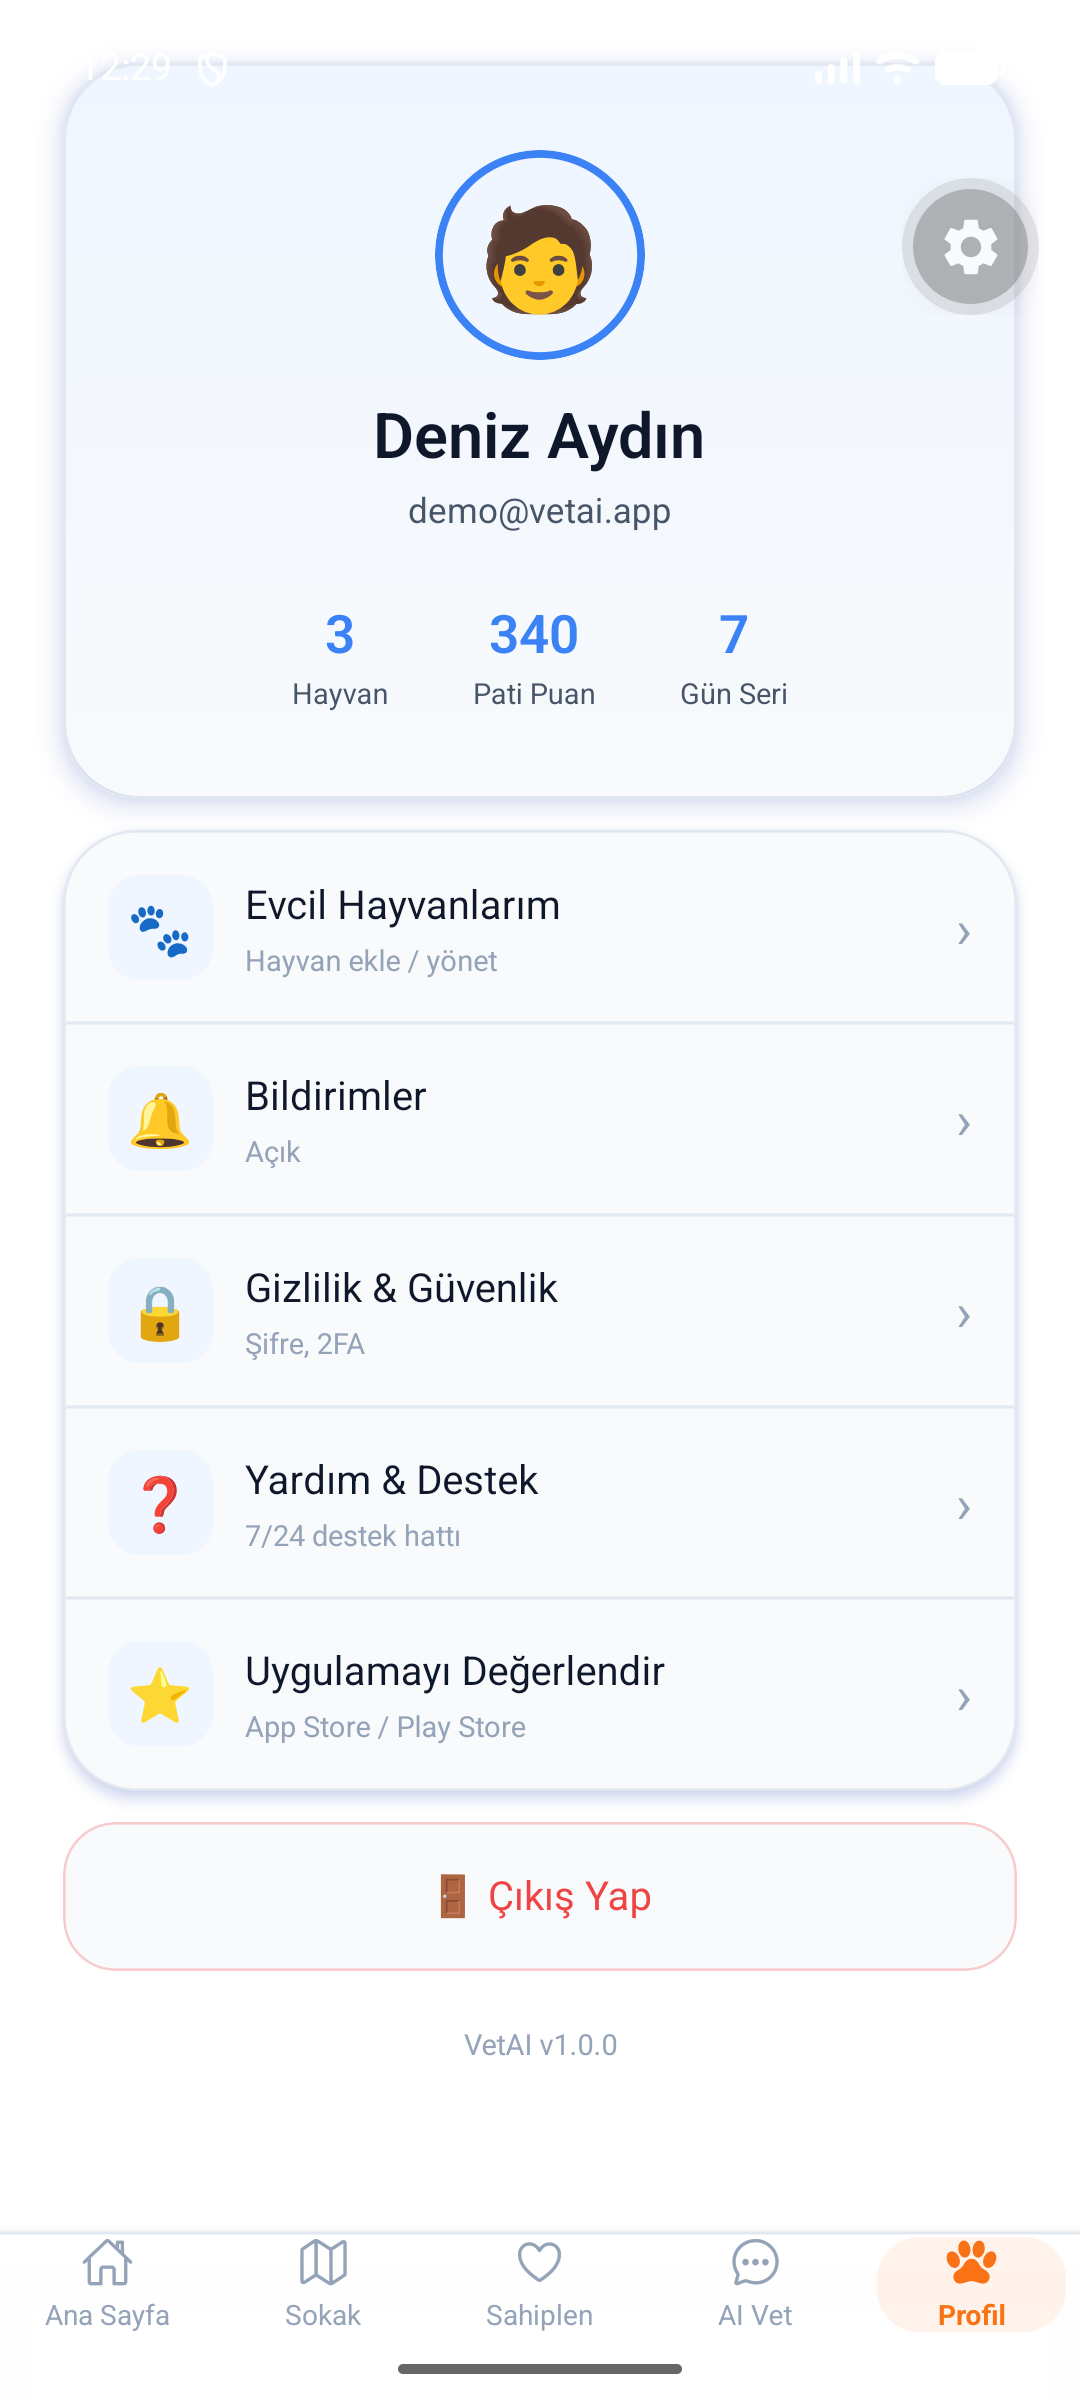 12:29
Deniz Aydın
demo@vetai.app
3 340 7
Hayvan Pati Puan Gün Seri
Evcil Hayvanlarım
Hayvan ekle / yönet
Bildirimler
Açık
Gizlilik & Güvenlik
Şifre, 2FA
Yardım & Destek
7/24 destek hattı
Uygulamayı Değerlendir
App Store / Play Store
Çıkış Yap
VetAI v1.0.0
Ana Sayfa Sokak Sahiplen AI Vet Profil